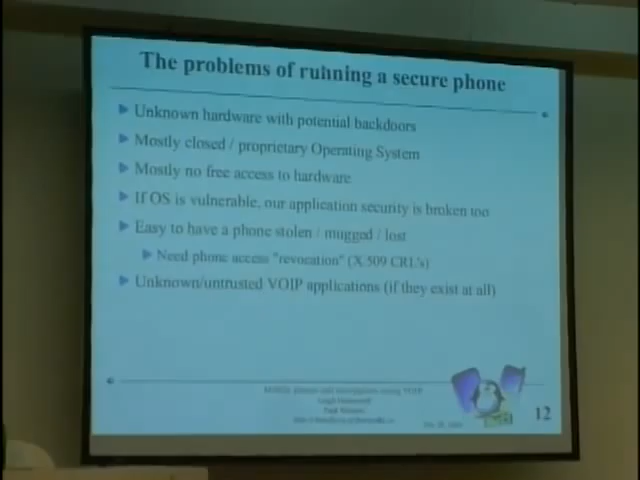 The problems of running a secure phone
Unknown hardware with potential backdoors
Mostly closed / proprietary Operating System
Mostly no free access to hardware
If OS is vulnerable, our application security is broken too
Easy to have a phone stolen / mugged / lost
Need phone access "revocation" (X.509 CRL's)
Unknown/untrusted VOIP applications (if they exist at all)
12